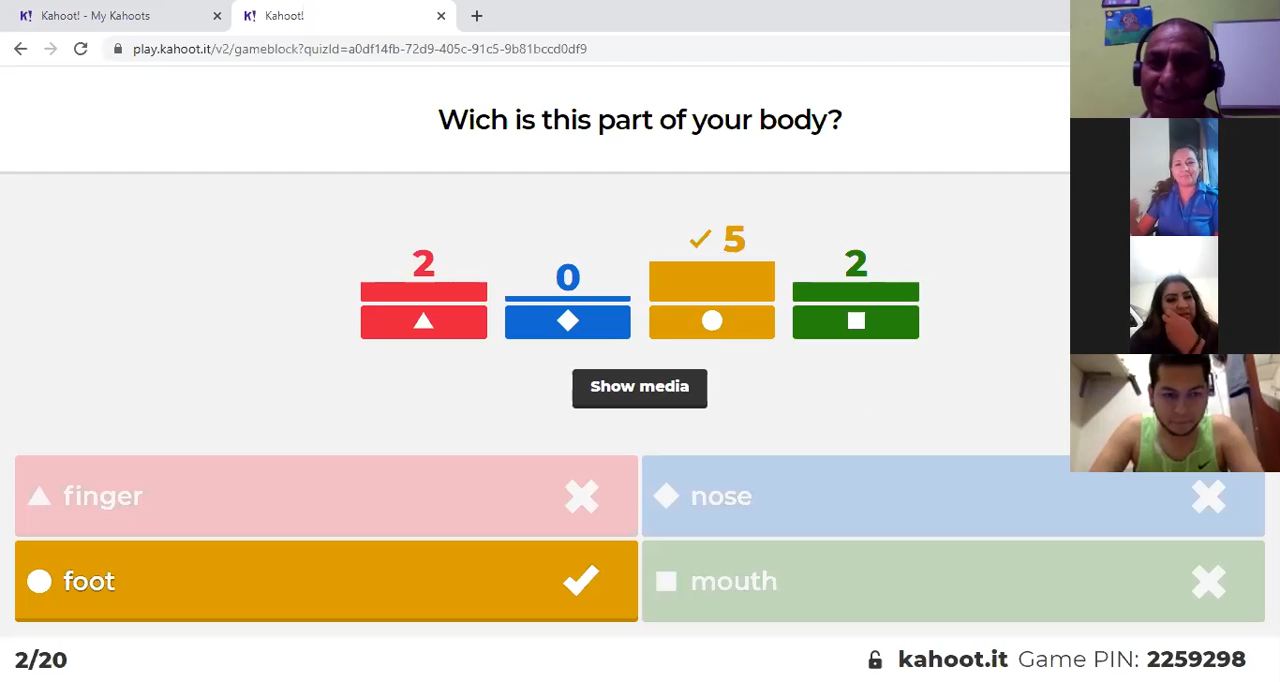 K! Kahoot! - My Kahoots
K! Kahoot!
play.kahoot.it/v2/gameblock?quizId=a0df14fb-72d9-405c-91c5-9b81bccd0df9
Wich is this part of your body?
2
0
5
2
Show media
finger
nose
foot
mouth
2/20
kahoot.it Game PIN: 2259298